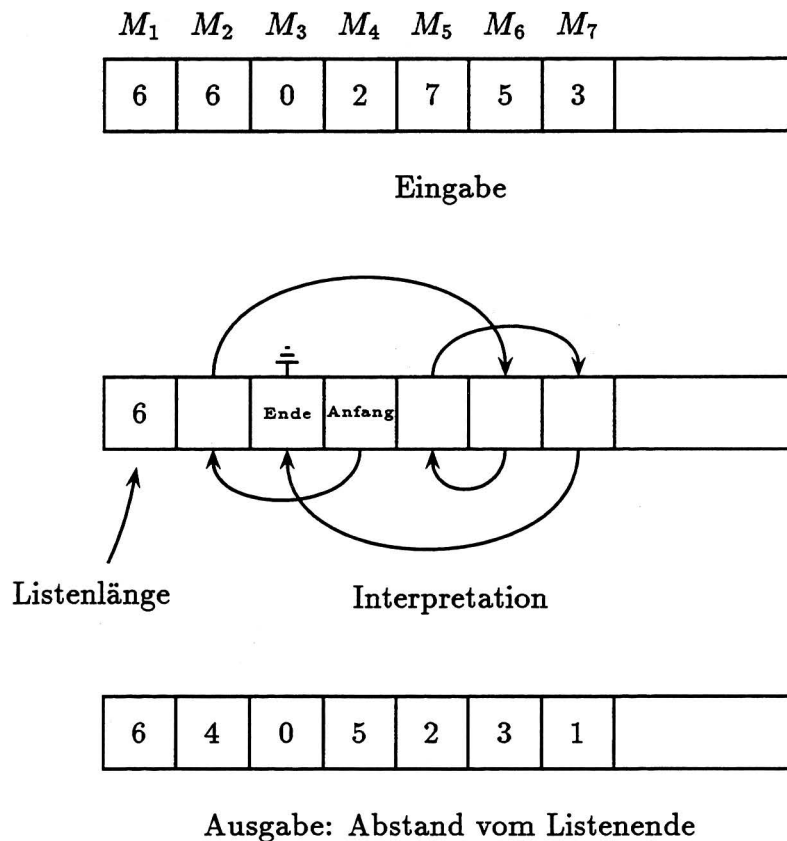 M1 M2 M3 M4 M5 M6 M7
6 6 0 2 7 5 3
Eingabe
6 Ende Anfang
Listenlänge Interpretation
6 4 0 5 2 3 1
Ausgabe: Abstand vom Listenende